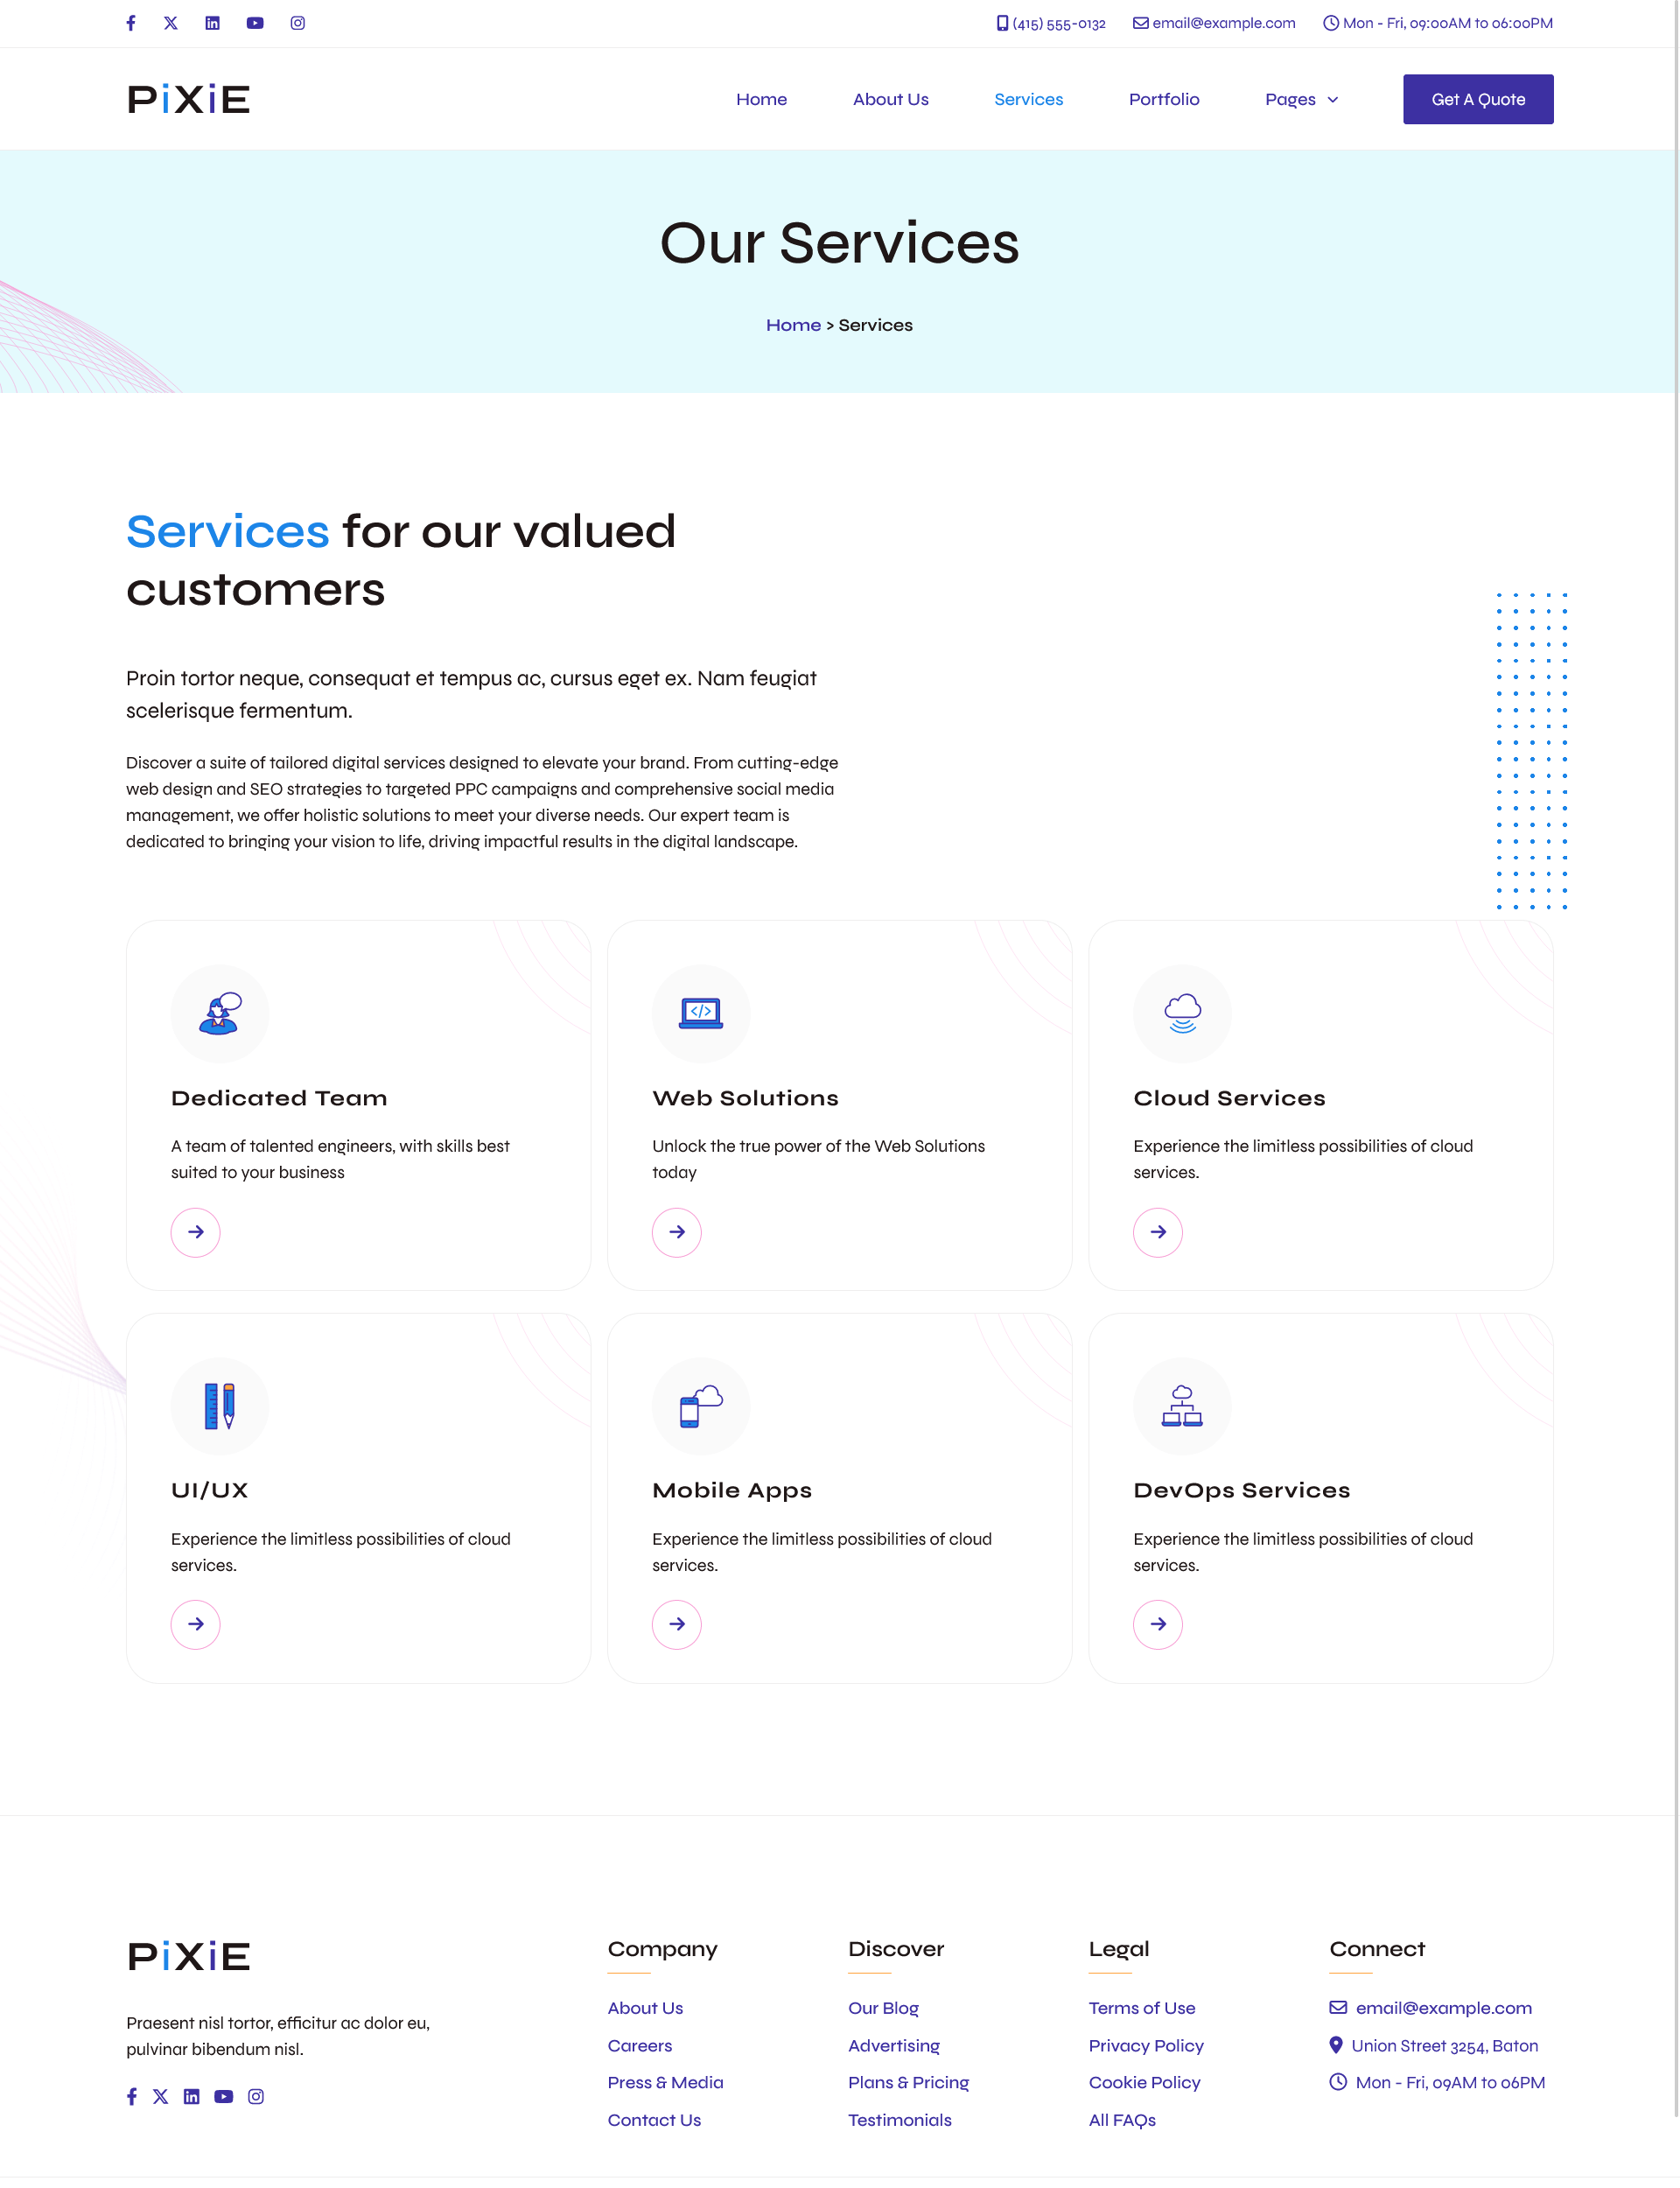 (415) 555-0132 email@example.com Mon - Fri, 09:00AM to 06:00PM
PiXiE
Home About Us Services Portfolio Pages Get A Quote
Our Services
Home > Services
Services for our valued
customers
Proin tortor neque, consequat et tempus ac, cursus eget ex. Nam feugiat
scelerisque fermentum.
Discover a suite of tailored digital services designed to elevate your brand. From cutting-edge
web design and SEO strategies to targeted PPC campaigns and comprehensive social media
management, we offer holistic solutions to meet your diverse needs. Our expert team is
dedicated to bringing your vision to life, driving impactful results in the digital landscape.
Dedicated Team
A team of talented engineers, with skills best
suited to your business
Web Solutions
Unlock the true power of the Web Solutions
today
Cloud Services
Experience the limitless possibilities of cloud
services.
UI/UX
Experience the limitless possibilities of cloud
services.
Mobile Apps
Experience the limitless possibilities of cloud
services.
DevOps Services
Experience the limitless possibilities of cloud
services.
PiXiE
Praesent nisl tortor, efficitur ac dolor eu,
pulvinar bibendum nisl.
Company
About Us
Careers
Press & Media
Contact Us
Discover
Our Blog
Advertising
Plans & Pricing
Testimonials
Legal
Terms of Use
Privacy Policy
Cookie Policy
All FAQs
Connect
email@example.com
Union Street 3254, Baton
Mon - Fri, 09AM to 06PM